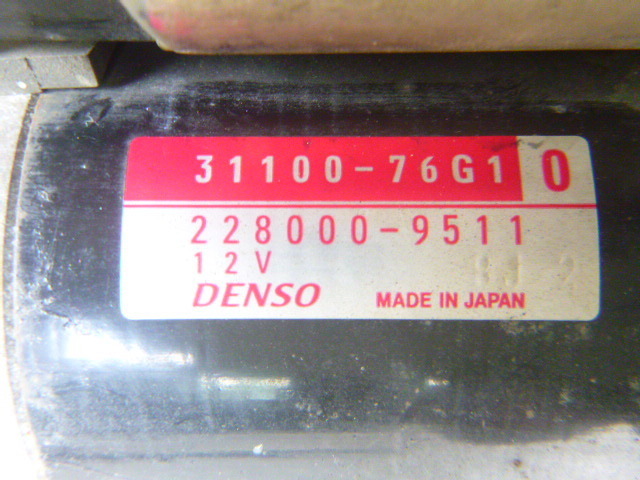 31100-76G1 0
228000-9511
12V
DENSO MADE IN JAPAN